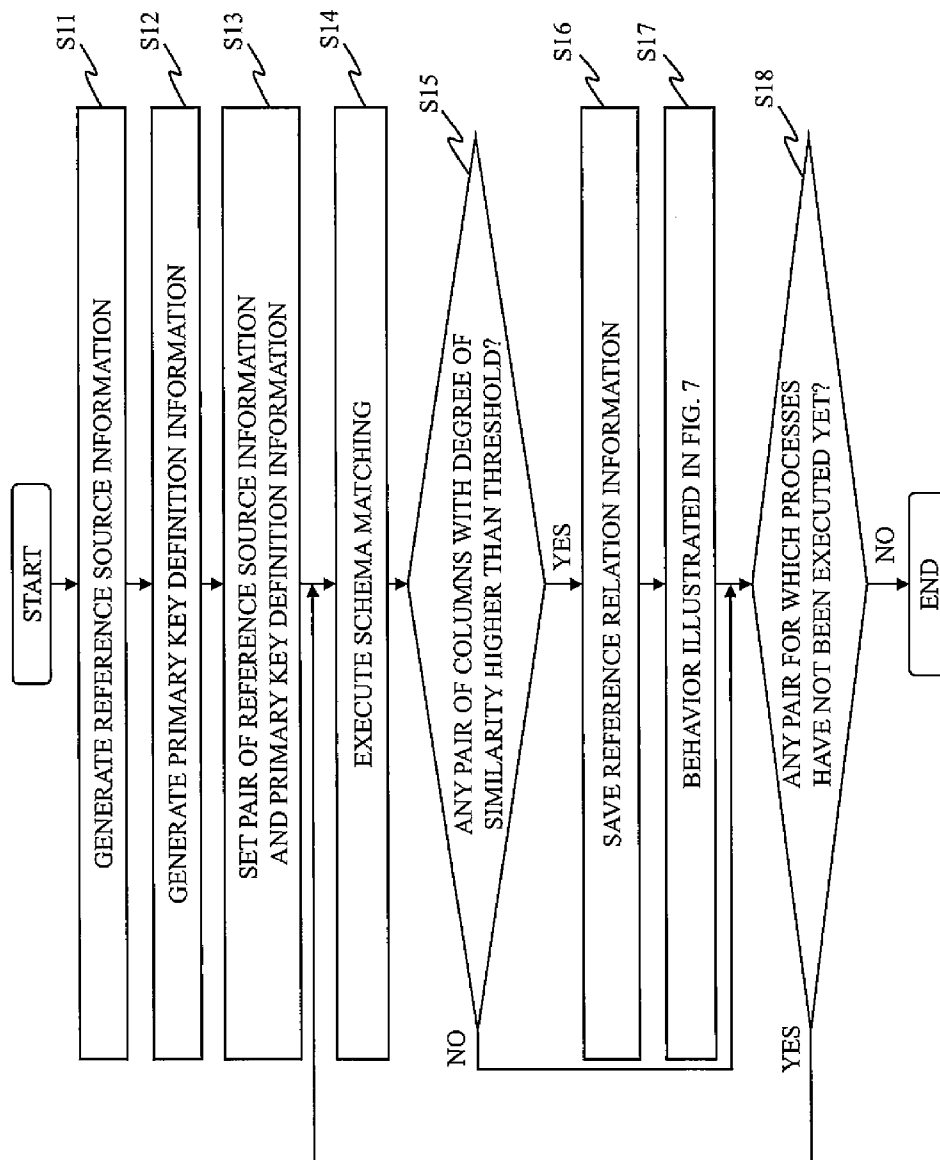 START
S11
GENERATE REFERENCE SOURCE INFORMATION
S12
GENERATE PRIMARY KEY DEFINITION INFORMATION
S13
SET PAIR OF REFERENCE SOURCE INFORMATION
AND PRIMARY KEY DEFINITION INFORMATION
S14
EXECUTE SCHEMA MATCHING
S15
ANY PAIR OF COLUMNS WITH DEGREE OF
SIMILARITY HIGHER THAN THRESHOLD?
NO
YES
S16
SAVE REFERENCE RELATION INFORMATION
S17
BEHAVIOR ILLUSTRATED IN FIG. 7
S18
ANY PAIR FOR WHICH PROCESSES
HAVE NOT BEEN EXECUTED YET?
YES
NO
END